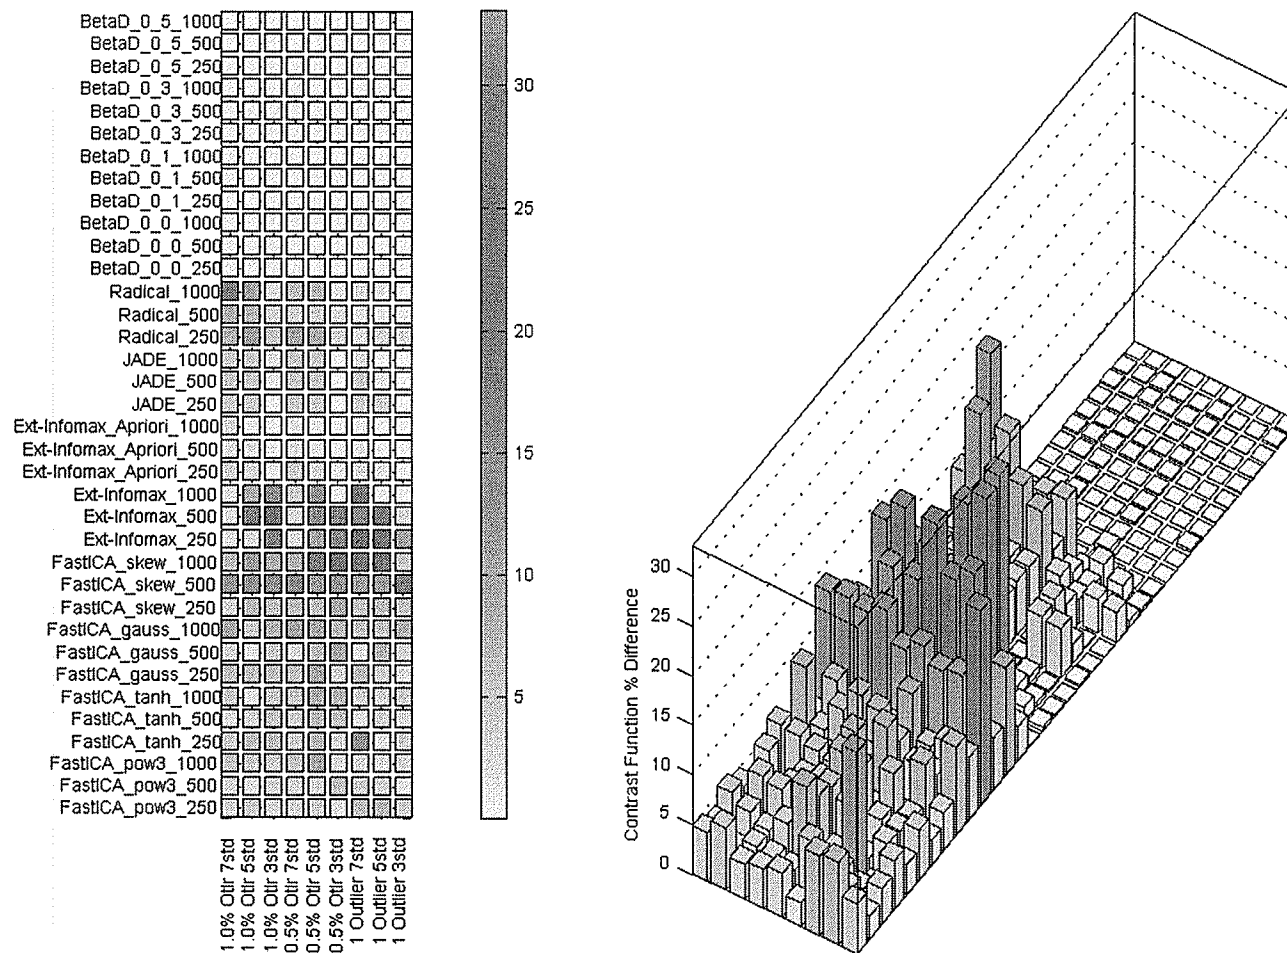 BetaD_0_5_1000
BetaD_0_5_500
BetaD_0_5_250
BetaD_0_3_1000
BetaD_0_3_500
BetaD_0_3_250
BetaD_0_1_1000
BetaD_0_1_500
BetaD_0_1_250
BetaD_0_0_1000
BetaD_0_0_500
BetaD_0_0_250
Radical_1000
Radical_500
Radical_250
JADE_1000
JADE_500
JADE_250
Ext-Infomax_Apriori_1000
Ext-Infomax_Apriori_500
Ext-Infomax_Apriori_250
Ext-Infomax_1000
Ext-Infomax_500
Ext-Infomax_250
FastICA_skew_1000
FastICA_skew_500
FastICA_skew_250
FastICA_gauss_1000
FastICA_gauss_500
FastICA_gauss_250
FastICA_tanh_1000
FastICA_tanh_500
FastICA_tanh_250
FastICA_pow3_1000
FastICA_pow3_500
FastICA_pow3_250
1.0% Otlr 7std
1.0% Otlr 5std
1.0% Otlr 3std
0.5% Otlr 7std
0.5% Otlr 5std
0.5% Otlr 3std
1 Outlier 7std
1 Outlier 5std
1 Outlier 3std
30
25
20
15
10
5
Contrast Function % Difference
30
25
20
15
10
5
0